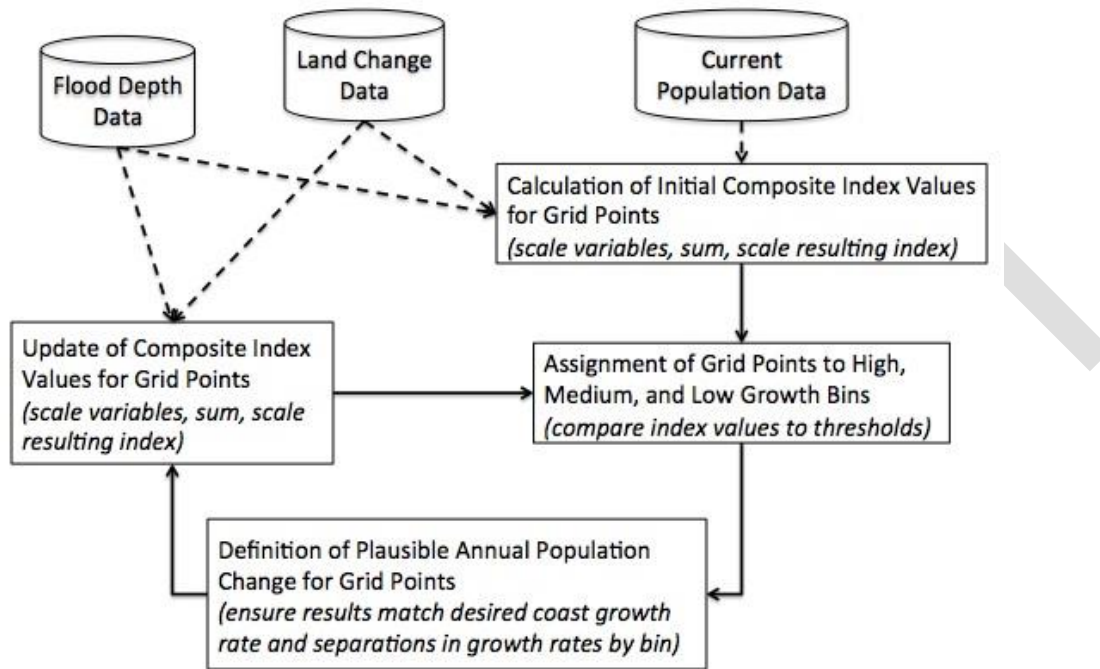 Flood Depth
Data
Land Change
Data
Current
Population Data
Calculation of Initial Composite Index Values
for Grid Points
(scale variables, sum, scale resulting index)
Update of Composite Index
Values for Grid Points
(scale variables, sum, scale
resulting index)
Assignment of Grid Points to High,
Medium, and Low Growth Bins
(compare index values to thresholds)
Definition of Plausible Annual Population
Change for Grid Points
(ensure results match desired coast growth
rate and separations in growth rates by bin)